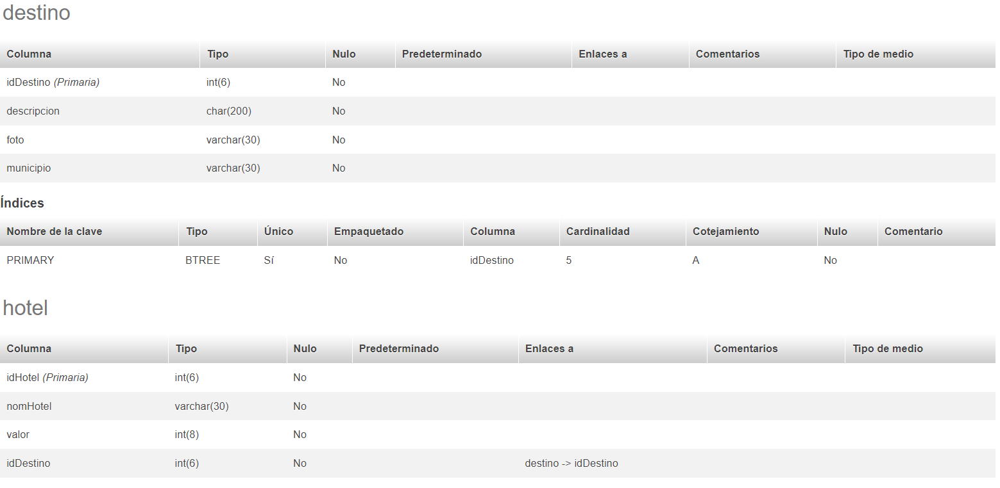 destino
Columna Tipo Nulo Predeterminado Enlaces a Comentarios Tipo de medio
idDestino (Primaria) int(6) No
descripcion char(200) No
foto varchar(30) No
municipio varchar(30) No
Índices
Nombre de la clave Tipo Único Empaquetado Columna Cardinalidad Cotejamiento Nulo Comentario
PRIMARY BTREE Sí No idDestino 5 A No
hotel
Columna Tipo Nulo Predeterminado Enlaces a Comentarios Tipo de medio
idHotel (Primaria) int(6) No
nomHotel varchar(30) No
valor int(8) No
idDestino int(6) No destino -> idDestino